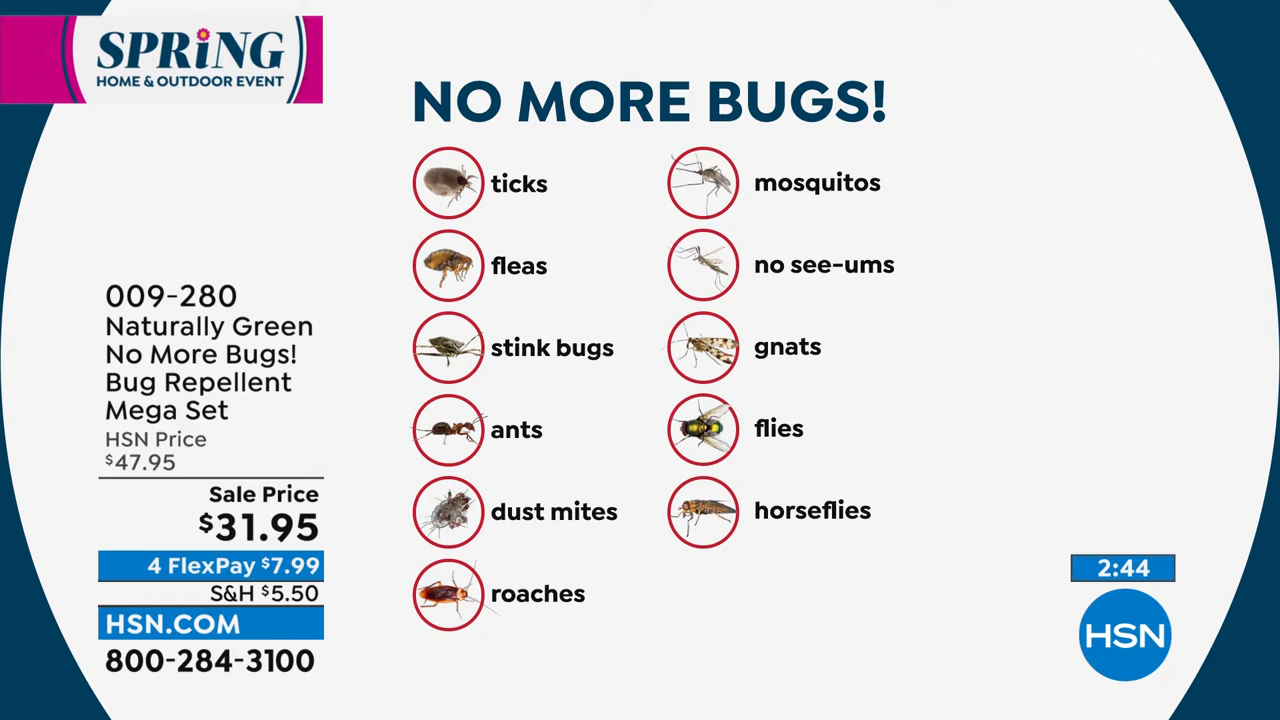 SPRiNG
HOME & OUTDOOR EVENT
LIVE
NO MORE BUGS!
ticks
mosquitos
fleas
no see-ums
stink bugs
gnats
ants
flies
dust mites
horseflies
roaches
009-280
Naturally Green
No More Bugs!
Bug Repellent
Mega Set
HSN Price
$47.95
Sale Price
$31.95
4 FlexPay $7.99
S&H $5.50
HSN.COM
800-284-3100
2:44
HSN